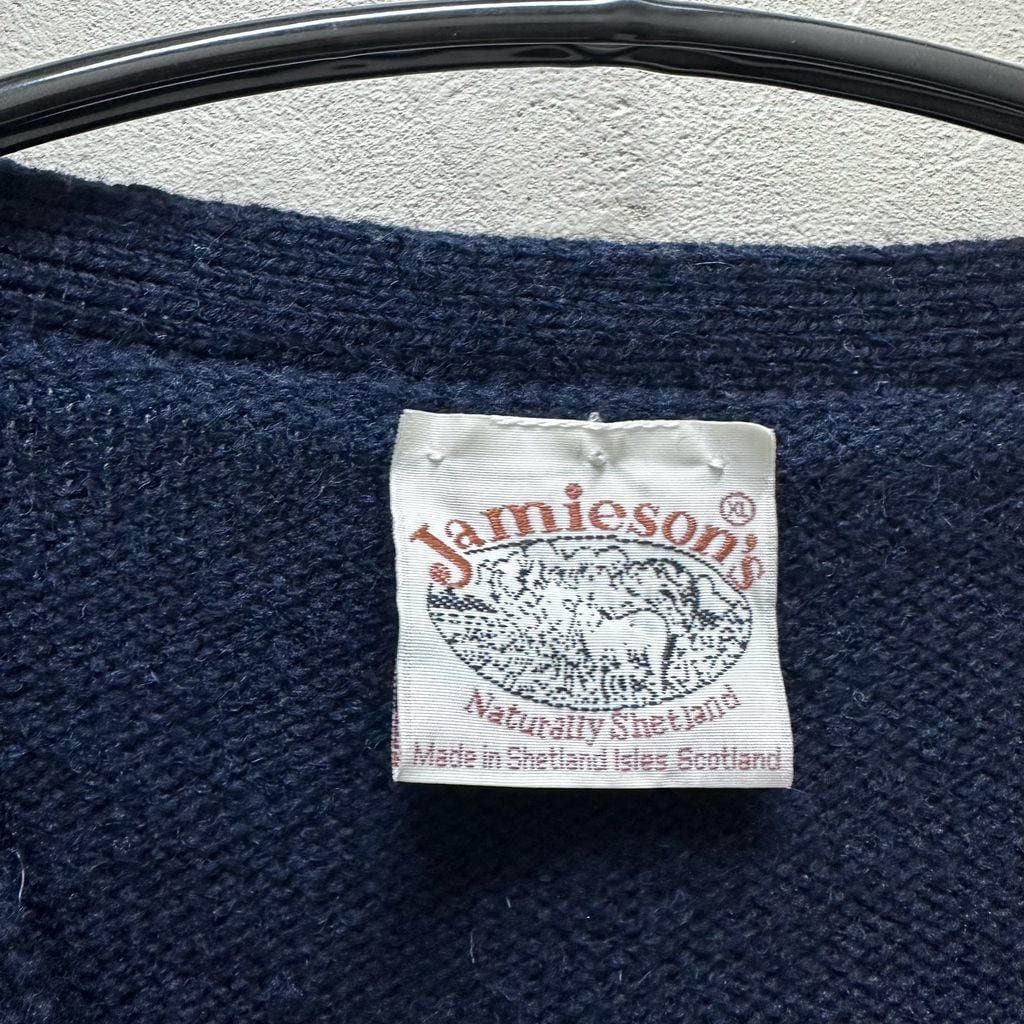 Jamieson's
XL
Naturally Shetland
Made in Shetland Isles Scotland